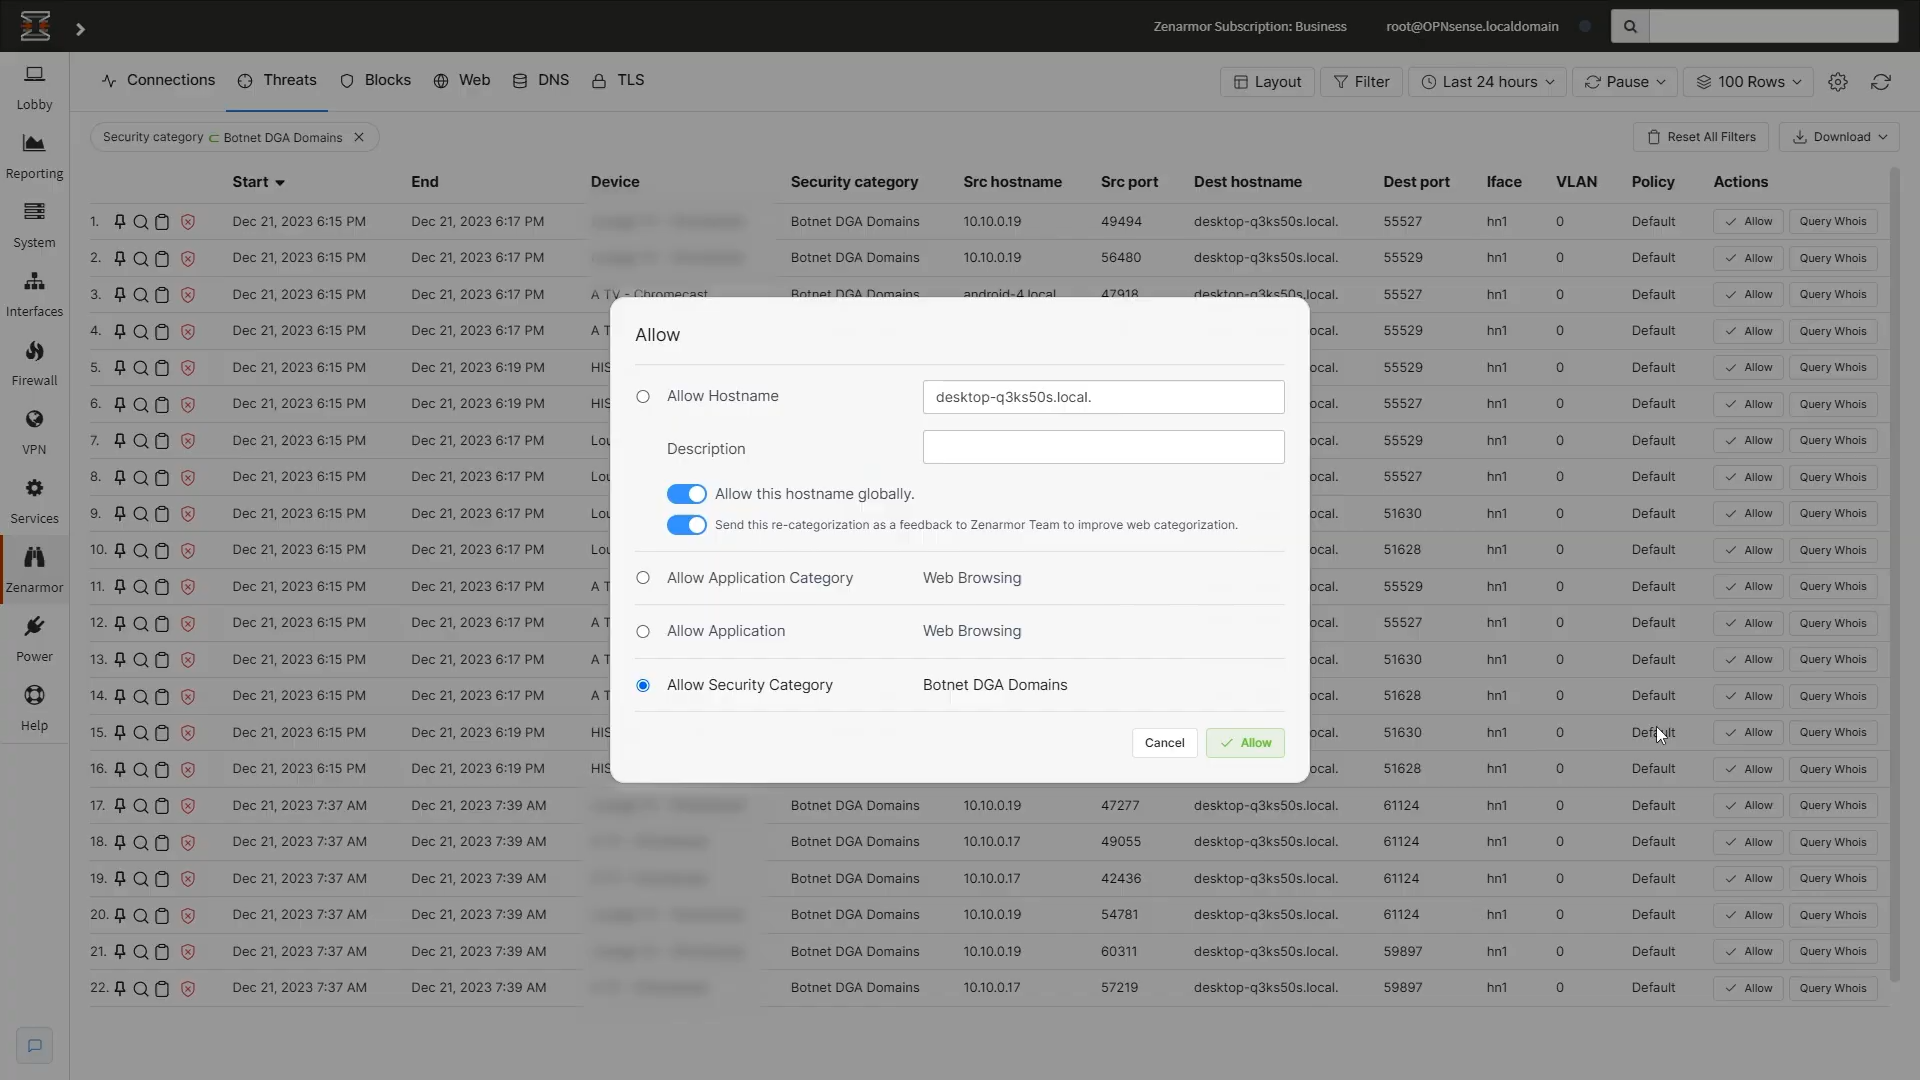 Zenarmor Subscription: Business root@OPNsense.localdomain
Lobby
Reporting
System
Interfaces
Firewall
VPN
Services
Zenarmor
Power
Help
Connections Threats Blocks Web DNS TLS
Layout Filter Last 24 hours Pause 100 Rows
Security category ⊂ Botnet DGA Domains
Reset All Filters Download
Start End Device Security category Src hostname Src port Dest hostname Dest port Iface VLAN Policy Actions
1. Dec 21, 2023 6:15 PM Dec 21, 2023 6:17 PM Botnet DGA Domains 10.10.0.19 49494 desktop-q3ks50s.local. 55527 hn1 0 Default Allow Query Whois
2. Dec 21, 2023 6:15 PM Dec 21, 2023 6:17 PM Botnet DGA Domains 10.10.0.19 56480 desktop-q3ks50s.local. 55529 hn1 0 Default Allow Query Whois
3. Dec 21, 2023 6:15 PM Dec 21, 2023 6:17 PM A TV - Chromecast Botnet DGA Domains android-4.local. 47918 desktop-q3ks50s.local. 55527 hn1 0 Default Allow Query Whois
4. Dec 21, 2023 6:15 PM Dec 21, 2023 6:17 PM A T ocal. 55529 hn1 0 Default Allow Query Whois
5. Dec 21, 2023 6:15 PM Dec 21, 2023 6:19 PM HIS ocal. 55529 hn1 0 Default Allow Query Whois
6. Dec 21, 2023 6:15 PM Dec 21, 2023 6:19 PM HIS ocal. 55527 hn1 0 Default Allow Query Whois
7. Dec 21, 2023 6:15 PM Dec 21, 2023 6:17 PM Lou ocal. 55529 hn1 0 Default Allow Query Whois
8. Dec 21, 2023 6:15 PM Dec 21, 2023 6:17 PM Lou ocal. 55527 hn1 0 Default Allow Query Whois
9. Dec 21, 2023 6:15 PM Dec 21, 2023 6:17 PM Lou ocal. 51630 hn1 0 Default Allow Query Whois
10. Dec 21, 2023 6:15 PM Dec 21, 2023 6:17 PM Lou ocal. 51628 hn1 0 Default Allow Query Whois
11. Dec 21, 2023 6:15 PM Dec 21, 2023 6:17 PM A T ocal. 55529 hn1 0 Default Allow Query Whois
12. Dec 21, 2023 6:15 PM Dec 21, 2023 6:17 PM A T ocal. 55527 hn1 0 Default Allow Query Whois
13. Dec 21, 2023 6:15 PM Dec 21, 2023 6:17 PM A T ocal. 51630 hn1 0 Default Allow Query Whois
14. Dec 21, 2023 6:15 PM Dec 21, 2023 6:17 PM A T ocal. 51628 hn1 0 Default Allow Query Whois
15. Dec 21, 2023 6:15 PM Dec 21, 2023 6:19 PM HIS ocal. 51630 hn1 0 Default Allow Query Whois
16. Dec 21, 2023 6:15 PM Dec 21, 2023 6:19 PM HIS ocal. 51628 hn1 0 Default Allow Query Whois
17. Dec 21, 2023 7:37 AM Dec 21, 2023 7:39 AM Botnet DGA Domains 10.10.0.19 47277 desktop-q3ks50s.local. 61124 hn1 0 Default Allow Query Whois
18. Dec 21, 2023 7:37 AM Dec 21, 2023 7:39 AM Botnet DGA Domains 10.10.0.17 49055 desktop-q3ks50s.local. 61124 hn1 0 Default Allow Query Whois
19. Dec 21, 2023 7:37 AM Dec 21, 2023 7:39 AM Botnet DGA Domains 10.10.0.17 42436 desktop-q3ks50s.local. 61124 hn1 0 Default Allow Query Whois
20. Dec 21, 2023 7:37 AM Dec 21, 2023 7:39 AM Botnet DGA Domains 10.10.0.19 54781 desktop-q3ks50s.local. 61124 hn1 0 Default Allow Query Whois
21. Dec 21, 2023 7:37 AM Dec 21, 2023 7:39 AM Botnet DGA Domains 10.10.0.19 60311 desktop-q3ks50s.local. 59897 hn1 0 Default Allow Query Whois
22. Dec 21, 2023 7:37 AM Dec 21, 2023 7:39 AM Botnet DGA Domains 10.10.0.17 57219 desktop-q3ks50s.local. 59897 hn1 0 Default Allow Query Whois
Allow
Allow Hostname desktop-q3ks50s.local.
Description
Allow this hostname globally.
Send this re-categorization as a feedback to Zenarmor Team to improve web categorization.
Allow Application Category Web Browsing
Allow Application Web Browsing
Allow Security Category Botnet DGA Domains
Cancel Allow